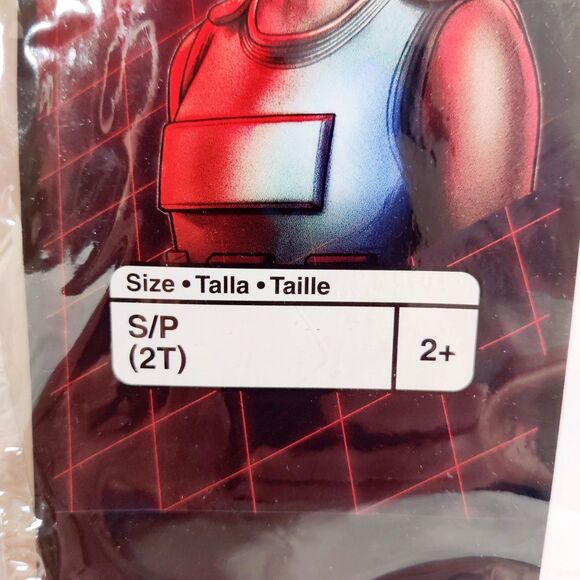 Size • Talla • Taille
S/P
(2T)
2+